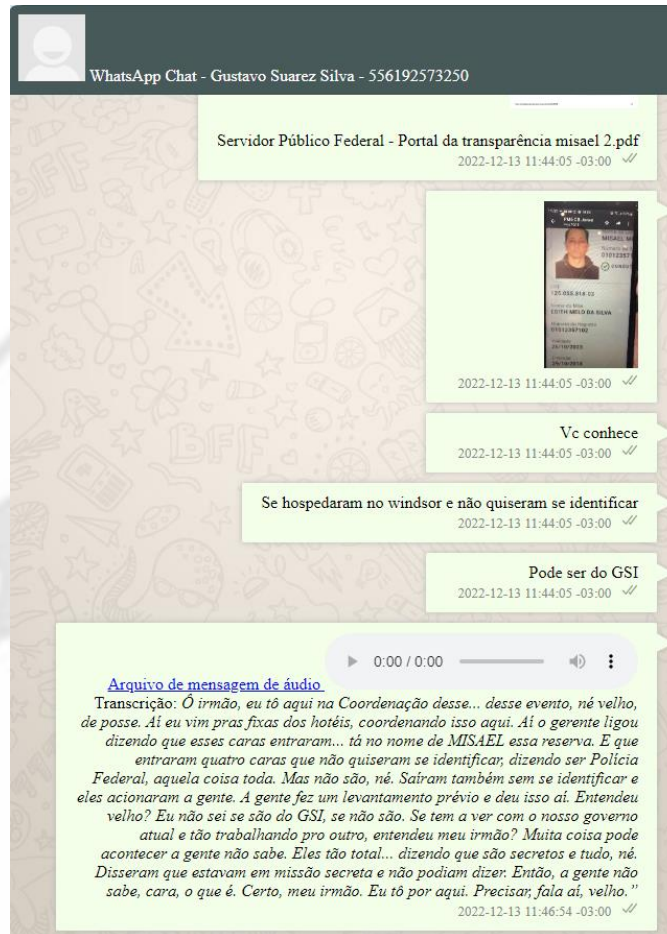 WhatsApp Chat - Gustavo Suarez Silva - 556192573250
Servidor Público Federal - Portal da transparência misael 2.pdf
2022-12-13 11:44:05 -03:00
MISAEL
EDITH MELO DA SILVA
2022-12-13 11:44:05 -03:00
Vc conhece
2022-12-13 11:44:05 -03:00
Se hospedaram no windsor e não quiseram se identificar
2022-12-13 11:44:05 -03:00
Pode ser do GSI
2022-12-13 11:44:05 -03:00
0:00 / 0:00
Arquivo de mensagem de áudio
Transcrição: Ô irmão, eu tô aqui na Coordenação desse... desse evento, né velho,
de posse. Aí eu vim pras fixas dos hotéis, coordenando isso aqui. Aí o gerente ligou
dizendo que esses caras entraram... tá no nome de MISAEL essa reserva. E que
entraram quatro caras que não quiseram se identificar, dizendo ser Polícia
Federal, aquela coisa toda. Mas não são, né. Saíram também sem se identificar e
eles acionaram a gente. A gente fez um levantamento prévio e deu isso aí. Entendeu
velho? Eu não sei se são do GSI, se não são. Se tem a ver com o nosso governo
atual e tão trabalhando pro outro, entendeu meu irmão? Muita coisa pode
acontecer a gente não sabe. Eles tão total... dizendo que são secretos e tudo, né.
Disseram que estavam em missão secreta e não podiam dizer. Então, a gente não
sabe, cara, o que é. Certo, meu irmão. Eu tô por aqui. Precisar, fala aí, velho.”
2022-12-13 11:46:54 -03:00